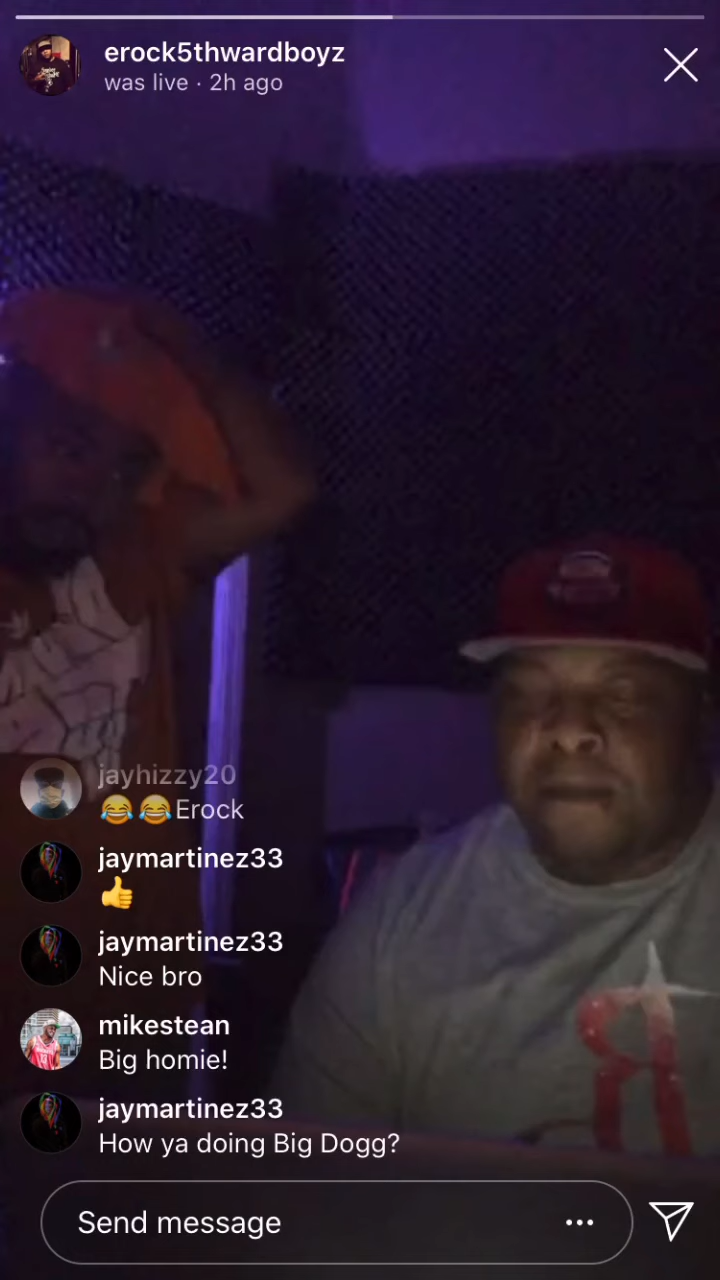 erock5thwardboyz
was live · 2h ago
jayhizzy20
😂😂Erock
jaymartinez33
👍
jaymartinez33
Nice bro
mikestean
Big homie!
jaymartinez33
How ya doing Big Dogg?
Send message